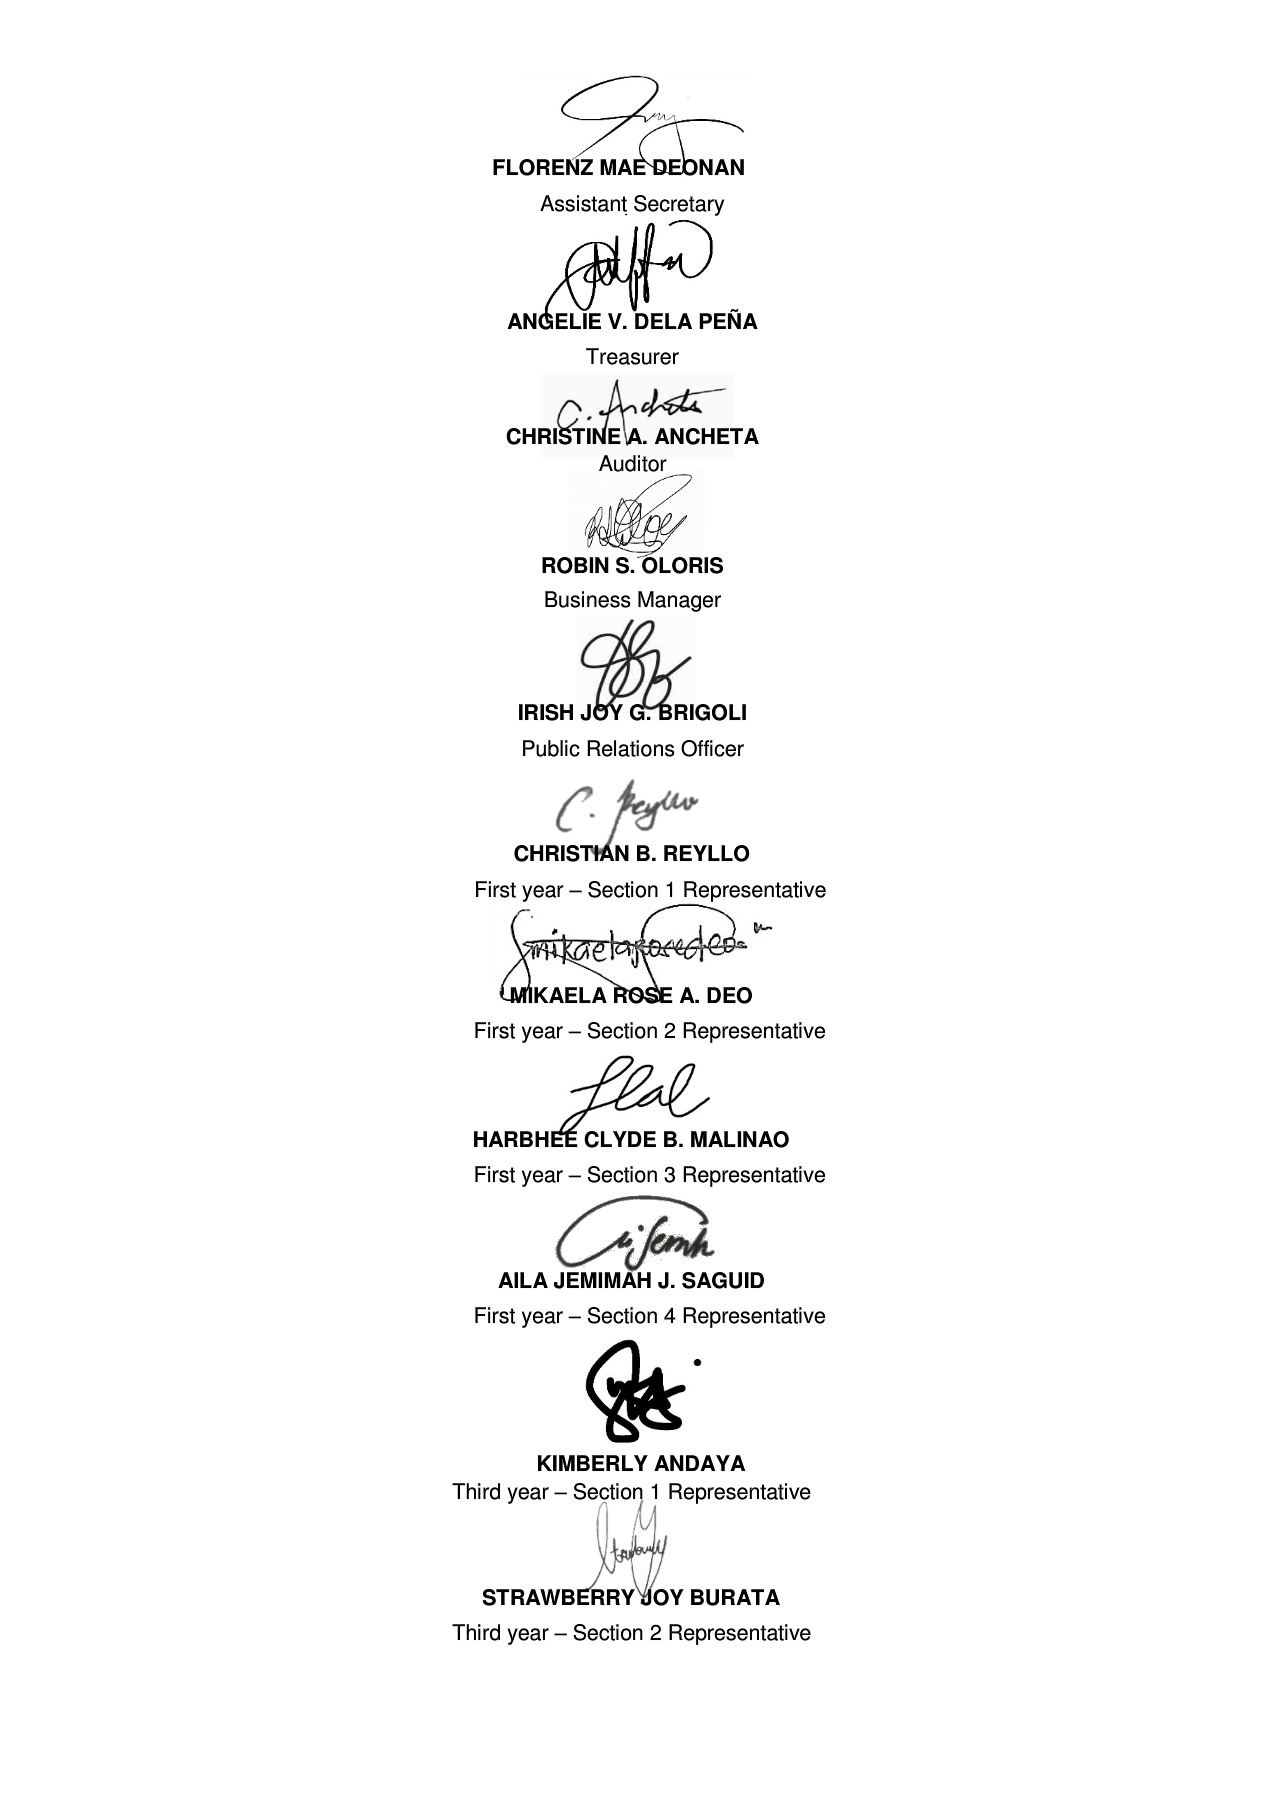 FLORENZ MAE DEONAN
Assistant Secretary
ANGELIE V. DELA PEÑA
Treasurer
C. Ancheta
CHRISTINE A. ANCHETA
Auditor
ROBIN S. OLORIS
Business Manager
IRISH JOY G. BRIGOLI
Public Relations Officer
C. Reyllo
CHRISTIAN B. REYLLO
First year – Section 1 Representative
mikaelarosedeo
MIKAELA ROSE A. DEO
First year – Section 2 Representative
HARBHEE CLYDE B. MALINAO
First year – Section 3 Representative
AILA JEMIMAH J. SAGUID
First year – Section 4 Representative
KIMBERLY ANDAYA
Third year – Section 1 Representative
STRAWBERRY JOY BURATA
Third year – Section 2 Representative